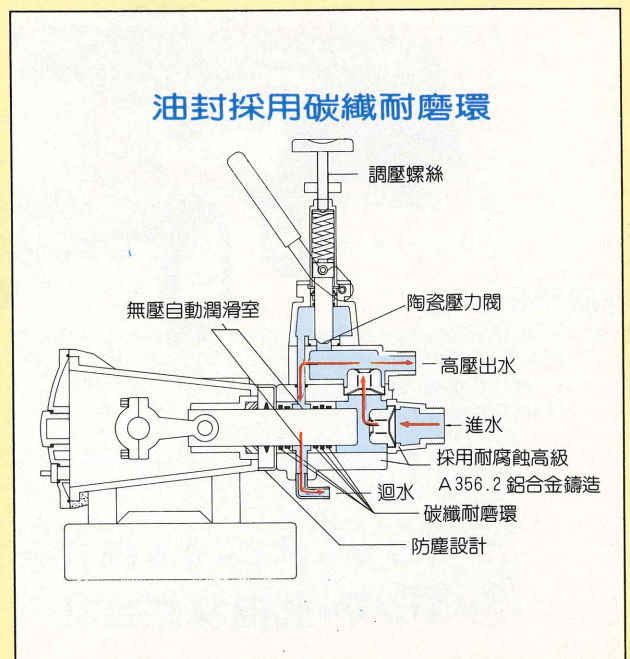 油封採用碳纖耐磨環
調壓螺絲
無壓自動潤滑室
陶瓷壓力閥
高壓出水
進水
採用耐腐蝕高級
A356.2鋁合金鑄造
迴水
碳纖耐磨環
防塵設計